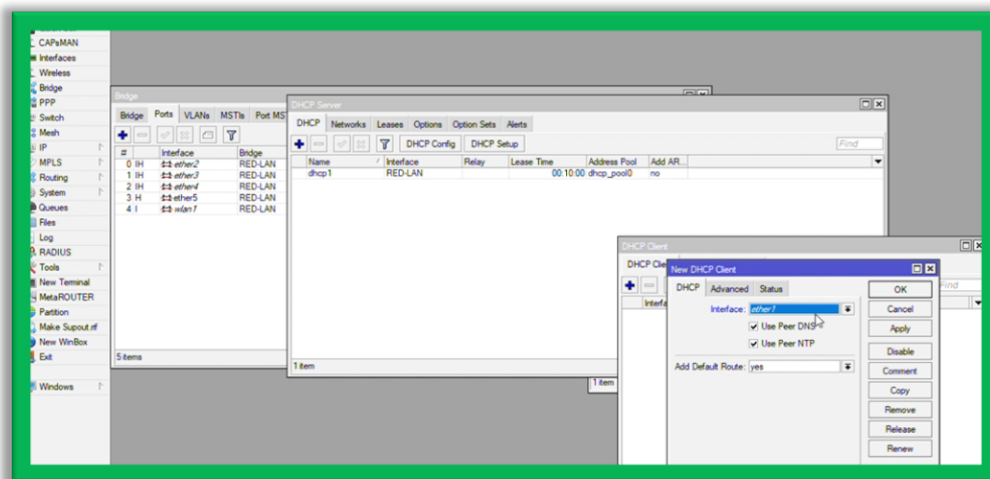 CAPsMAN
Interfaces
Wireless
Bridge
PPP
Switch
Mesh
IP
MPLS
Routing
System
Queues
Files
Log
RADIUS
Tools
New Terminal
MetaROUTER
Partition
Make Supout.rif
New WinBox
Exit
Windows
Bridge
Bridge Ports VLANs MSTIs Port MS
# Interface Bridge
0 IH ether2 RED-LAN
1 IH ether3 RED-LAN
2 IH ether4 RED-LAN
3 H ether5 RED-LAN
4 I wlan1 RED-LAN
5 items
DHCP Server
DHCP Networks Leases Options Option Sets Alerts
DHCP Config DHCP Setup Find
Name Interface Relay Lease Time Address Pool Add AR...
dhcp1 RED-LAN 00:10:00 dhcp_pool0 no
1 item
1 item
DHCP Client
DHCP Clie
Find
Interfa
New DHCP Client
DHCP Advanced Status
Interface: ether1
Use Peer DNS
Use Peer NTP
Add Default Route: yes
OK
Cancel
Apply
Disable
Comment
Copy
Remove
Release
Renew